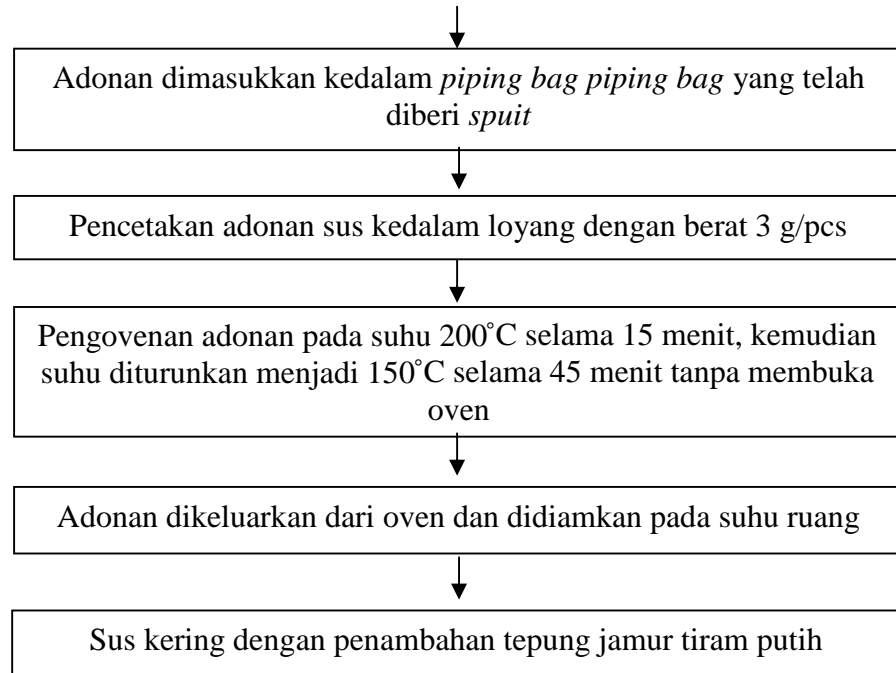 Adonan dimasukkan kedalam piping bag piping bag yang telah
diberi spuit
Pencetakan adonan sus kedalam loyang dengan berat 3 g/pcs
Pengovenan adonan pada suhu 200˚C selama 15 menit, kemudian
suhu diturunkan menjadi 150˚C selama 45 menit tanpa membuka
oven
Adonan dikeluarkan dari oven dan didiamkan pada suhu ruang
Sus kering dengan penambahan tepung jamur tiram putih